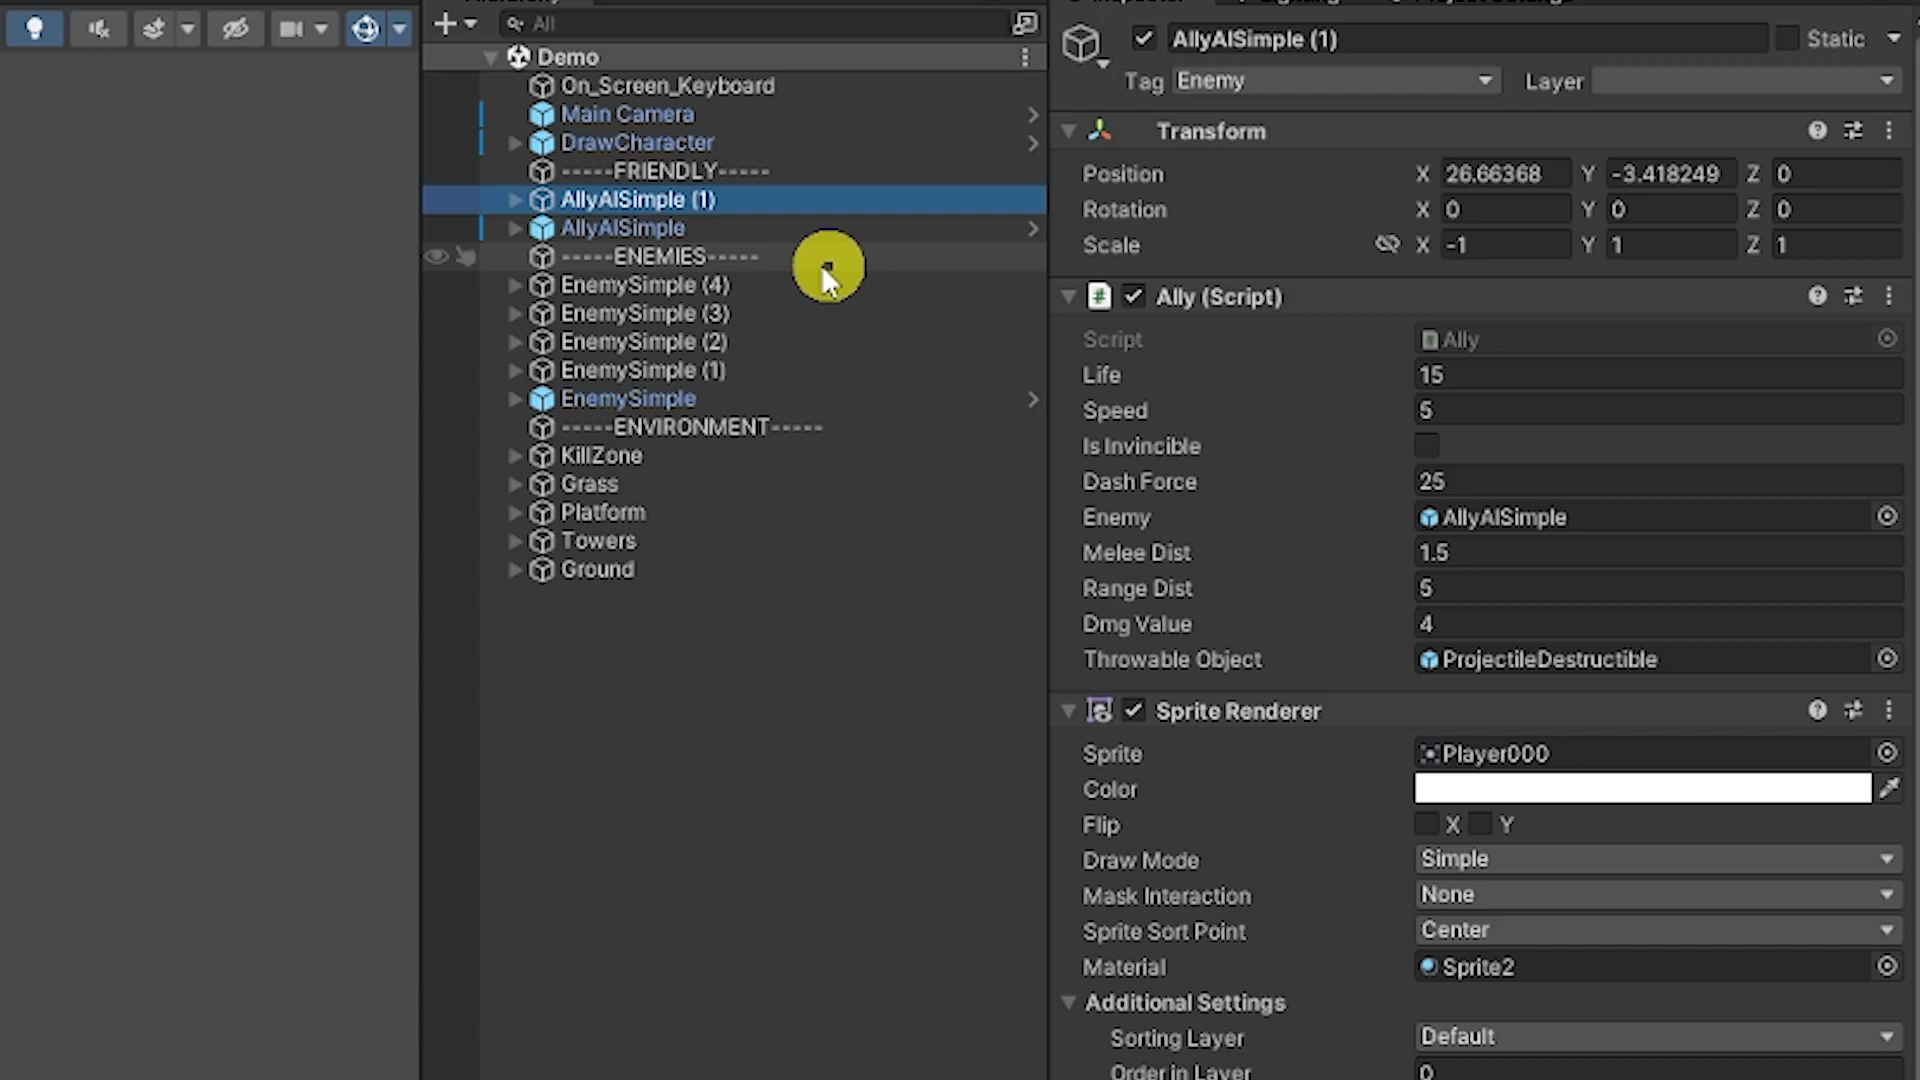 All
Demo
On_Screen_Keyboard
Main Camera
DrawCharacter
-----FRIENDLY-----
AllyAISimple (1)
AllyAISimple
-----ENEMIES-----
EnemySimple (4)
EnemySimple (3)
EnemySimple (2)
EnemySimple (1)
EnemySimple
-----ENVIRONMENT-----
KillZone
Grass
Platform
Towers
Ground
AllyAISimple (1)
Static
Tag Enemy Layer
Transform
Position X 26.66368 Y -3.418249 Z 0
Rotation X 0 Y 0 Z 0
Scale X -1 Y 1 Z 1
# Ally (Script)
Script Ally
Life 15
Speed 5
Is Invincible
Dash Force 25
Enemy AllyAISimple
Melee Dist 1.5
Range Dist 5
Dmg Value 4
Throwable Object ProjectileDestructible
Sprite Renderer
Sprite Player000
Color
Flip X Y
Draw Mode Simple
Mask Interaction None
Sprite Sort Point Center
Material Sprite2
Additional Settings
Sorting Layer Default
Order in Layer 0